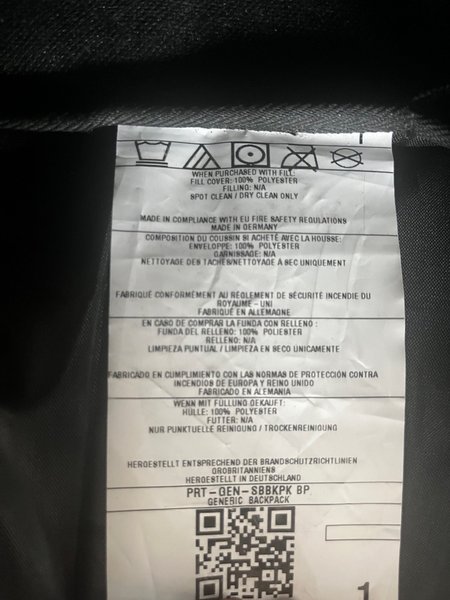 WHEN PURCHASED WITH FILL:
FILL COVER: 100% POLYESTER
FILLING: N/A
SPOT CLEAN / DRY CLEAN ONLY
MADE IN COMPLIANCE WITH EU FIRE SAFETY REGULATIONS
MADE IN GERMANY
COMPOSITION DU COUSSIN SI ACHETÉ AVEC LA HOUSSE:
ENVELOPPE: 100% POLYESTER
GARNISSAGE: N/A
NETTOYAGE DES TACHES/NETTOYAGE À SEC UNIQUEMENT
FABRIQUÉ CONFORMÉMENT AU RÈGLEMENT DE SÉCURITÉ INCENDIE DU
ROYAUME - UNI
FABRIQUÉ EN ALLEMAGNE
EN CASO DE COMPRAR LA FUNDA CON RELLENO :
FUNDA DEL RELLENO: 100% POLIESTER
RELLENO: N/A
LIMPIEZA PUNTUAL / LIMPIEZA EN SECO UNICAMENTE
FABRICADO EN CUMPLIMIENTO CON LAS NORMAS DE PROTECCIÓN CONTRA
INCENDIOS DE EUROPA Y REINO UNIDO
FABRICADO EN ALEMANIA
WENN MIT FÜLLUNG GEKAUFT:
HÜLLE: 100% POLYESTER
FUTTER: N/A
NUR PUNKTUELLE REINIGUNG / TROCKENREINIGUNG
HERGESTELLT ENTSPRECHEND DER BRANDSCHUTZRICHTLINIEN
GROßBRITANNIENS
HERGESTELLT IN DEUTSCHLAND
PRT-GEN-SBBKPK BP
GENERIC BACKPACK
1